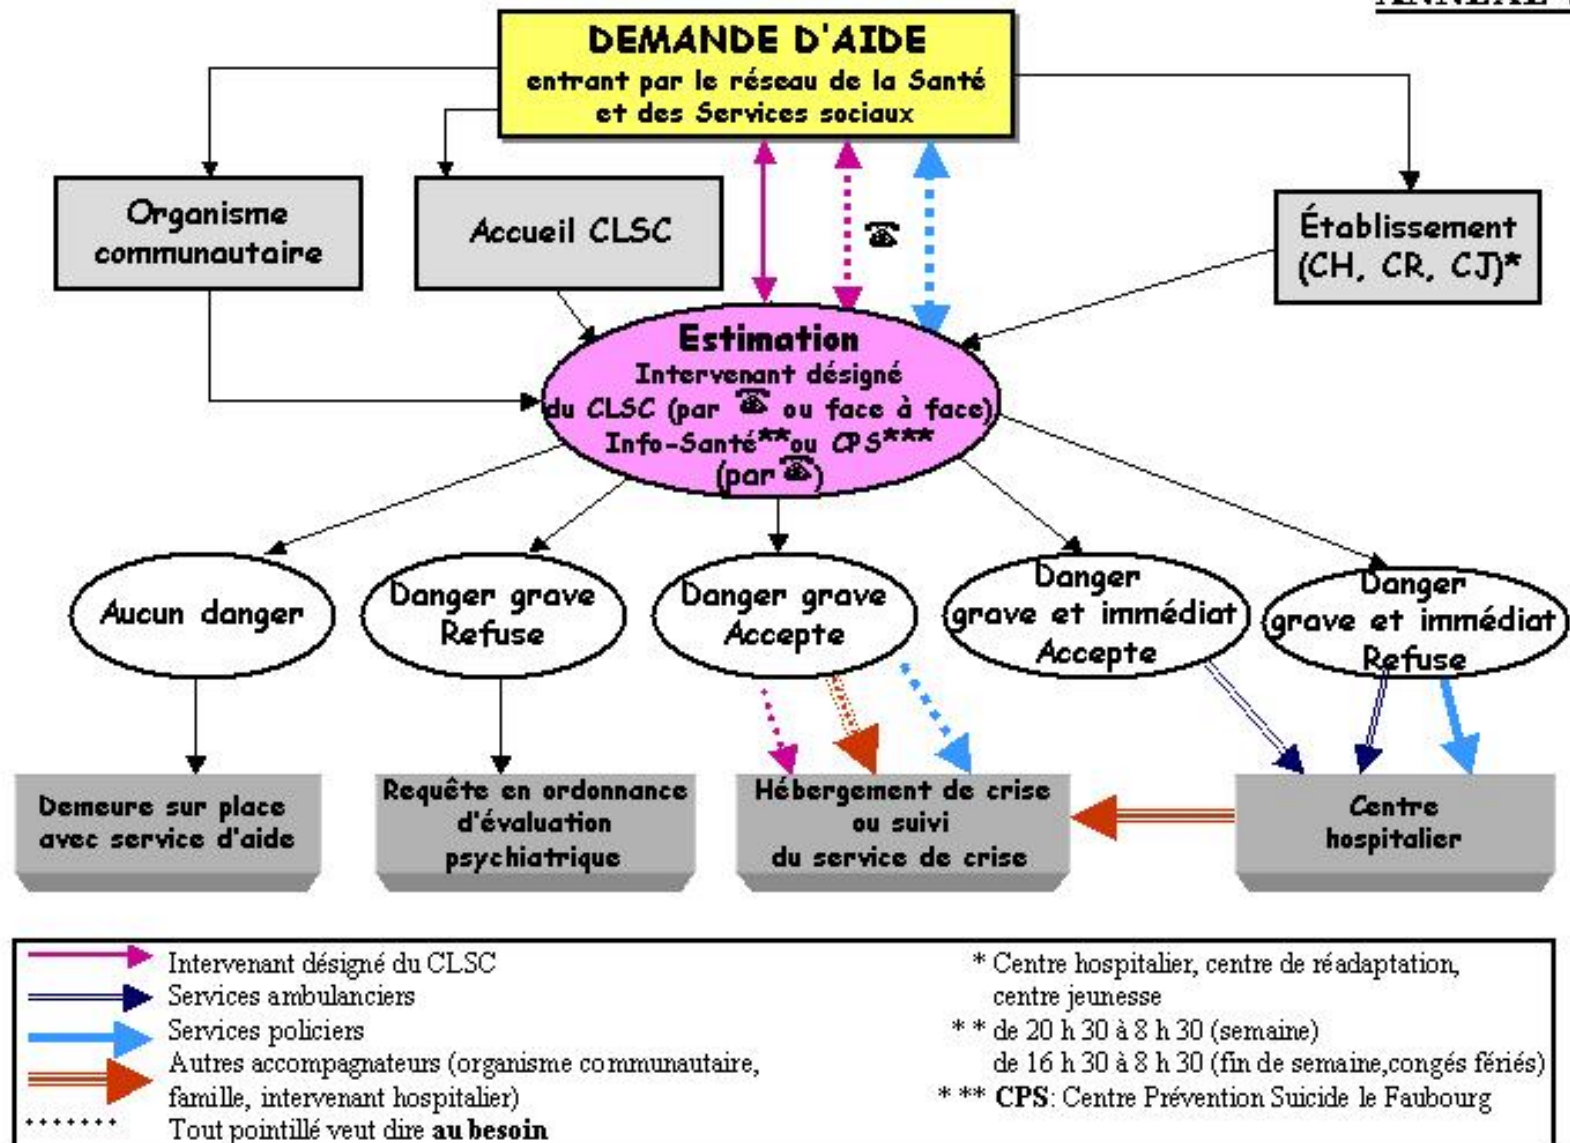 DEMANDE D'AIDE
entrant par le réseau de la Santé
et des Services sociaux
Organisme
communautaire
Accueil CLSC
Établissement
(CH, CR, CJ)*
Estimation
Intervenant désigné
du CLSC (par ☎ ou face à face)
Info-Santé**ou CPS***
(par ☎)
Aucun danger
Danger grave
Refuse
Danger grave
Accepte
Danger
grave et immédiat
Accepte
Danger
grave et immédiat
Refuse
Demeure sur place
avec service d'aide
Requête en ordonnance
d'évaluation
psychiatrique
Hébergement de crise
ou suivi
du service de crise
Centre
hospitalier
Intervenant désigné du CLSC
Services ambulanciers
Services policiers
Autres accompagnateurs (organisme communautaire,
famille, intervenant hospitalier)
Tout pointillé veut dire au besoin
* Centre hospitalier, centre de réadaptation,
centre jeunesse
** de 20 h 30 à 8 h 30 (semaine)
de 16 h 30 à 8 h 30 (fin de semaine,congés fériés)
*** CPS: Centre Prévention Suicide le Faubourg